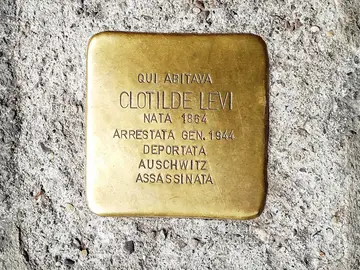 QUI ABITAVA
CLOTILDE LEVI
NATA 1864
ARRESTATA GEN. 1944
DEPORTATA
AUSCHWITZ
ASSASSINATA